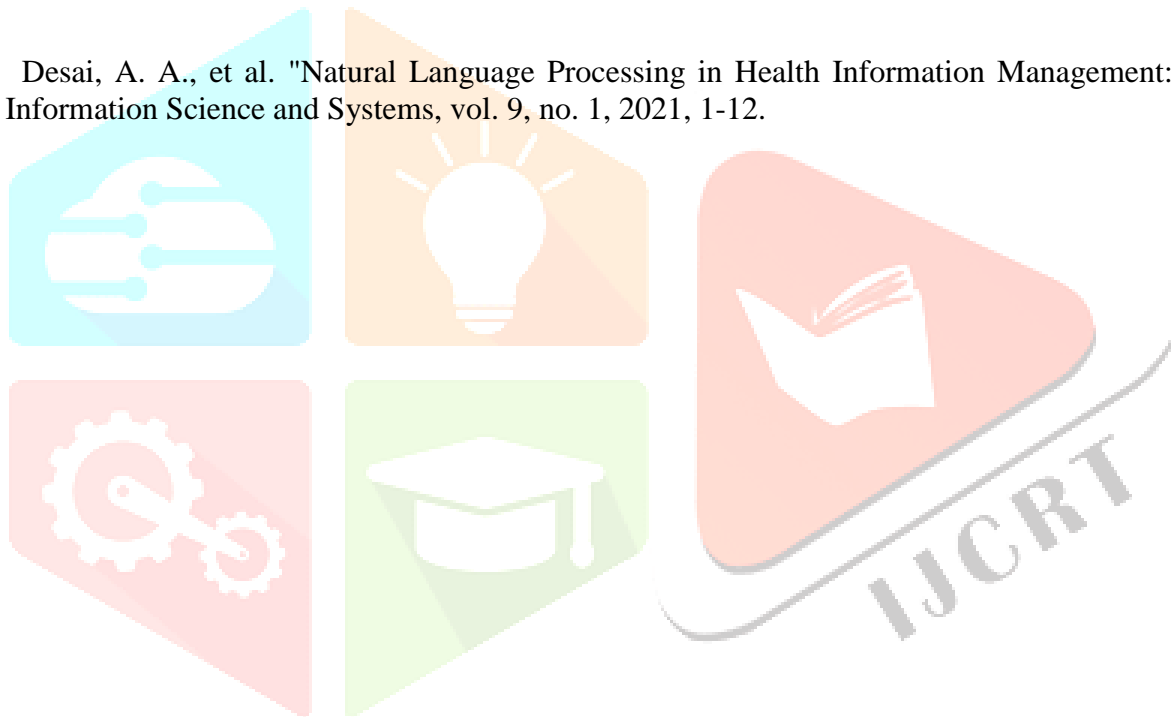 Desai, A. A., et al. "Natural Language Processing in Health Information Management:
Information Science and Systems, vol. 9, no. 1, 2021, 1-12.
IJCRT